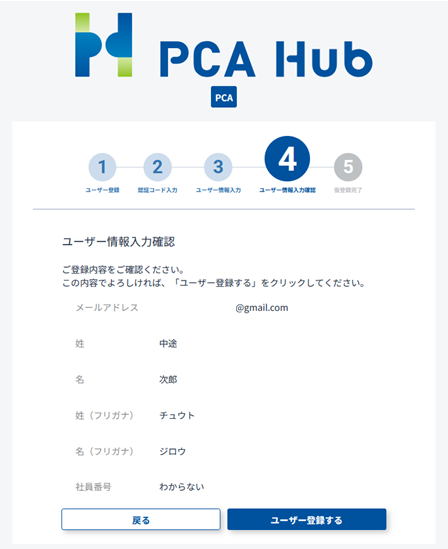 PCA Hub
PCA
1 2 3 4 5
ユーザー登録 認証コード入力 ユーザー情報入力 ユーザー情報入力確認 仮登録完了
ユーザー情報入力確認
ご登録内容をご確認ください。
この内容でよろしければ、「ユーザー登録する」をクリックしてください。
メールアドレス @gmail.com
姓 中途
名 次郎
姓（フリガナ） チュウト
名（フリガナ） ジロウ
社員番号 わからない
戻る ユーザー登録する